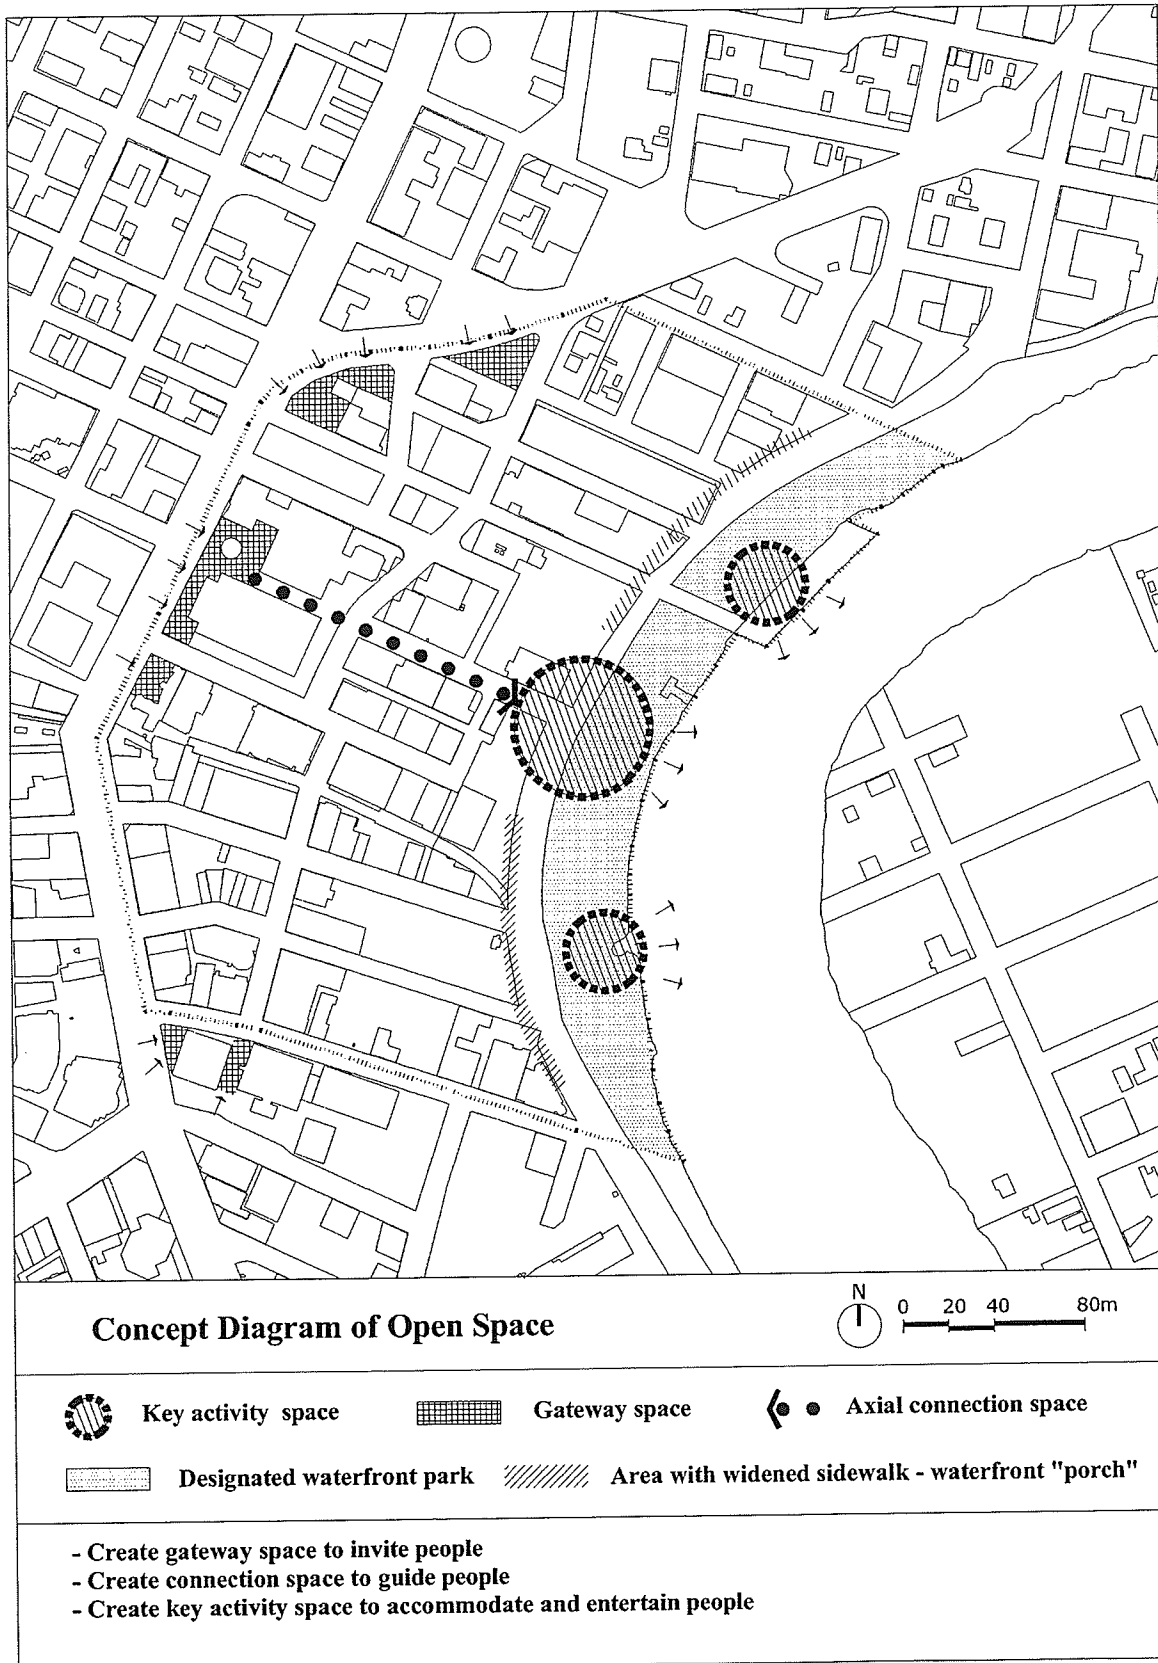 Concept Diagram of Open Space
N
0 20 40 80m
Key activity space
Gateway space
Axial connection space
Designated waterfront park
Area with widened sidewalk - waterfront "porch"
- Create gateway space to invite people
- Create connection space to guide people
- Create key activity space to accommodate and entertain people